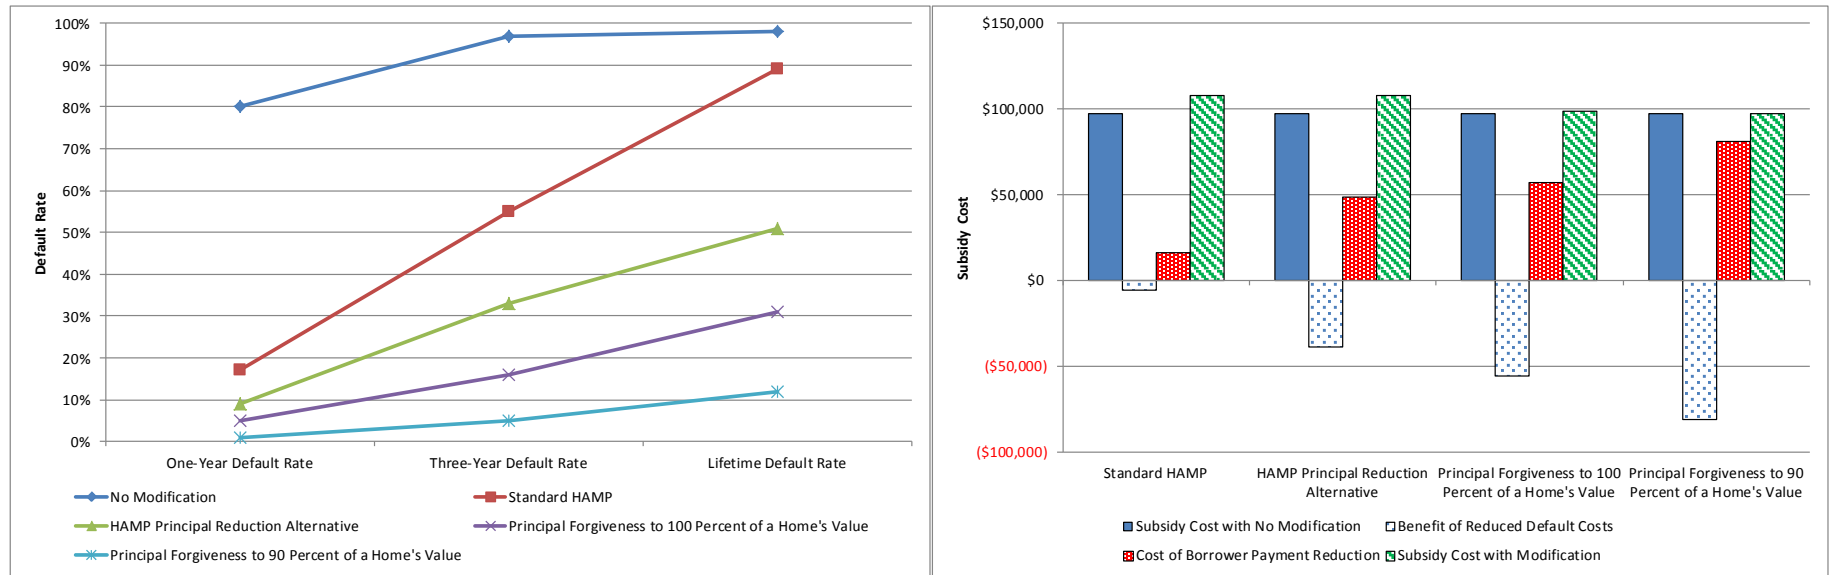 100%
90%
80%
70%
60%
50%
40%
30%
20%
10%
0%
Default Rate
One-Year Default Rate
Three-Year Default Rate
Lifetime Default Rate
No Modification
Standard HAMP
HAMP Principal Reduction Alternative
Principal Forgiveness to 100 Percent of a Home's Value
Principal Forgiveness to 90 Percent of a Home's Value
$150,000
$100,000
$50,000
$0
($50,000)
($100,000)
Subsidy Cost
Standard HAMP
HAMP Principal Reduction
Alternative
Principal Forgiveness to 100
Percent of a Home's Value
Principal Forgiveness to 90
Percent of a Home's Value
Subsidy Cost with No Modification
Benefit of Reduced Default Costs
Cost of Borrower Payment Reduction
Subsidy Cost with Modification